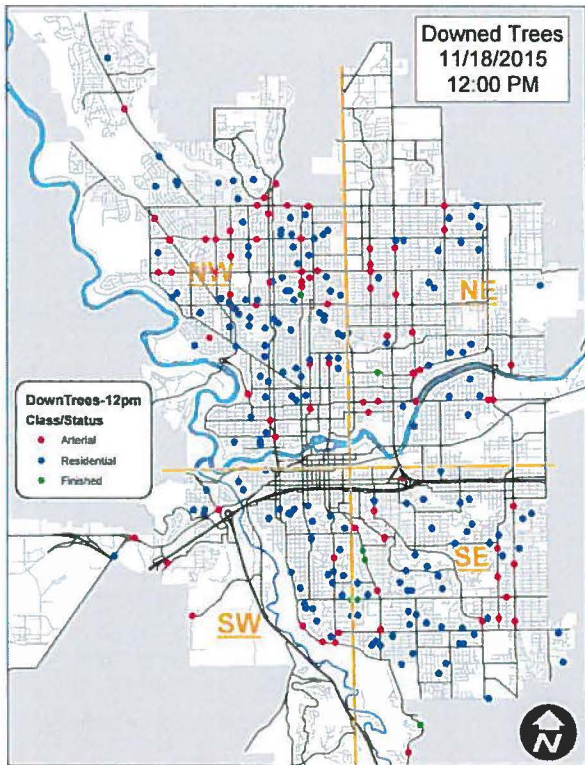 Downed Trees
11/18/2015
12:00 PM
NW
NE
DownTrees-12pm
Class/Status
Arterial
Residential
Finished
SE
SW
N